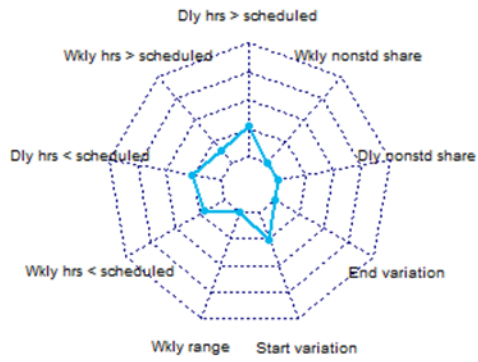 Dly hrs > scheduled
Wkly hrs > scheduled
Wkly nonstd share
Dly hrs < scheduled
Dly nonstd share
Wkly hrs < scheduled
End variation
Wkly range
Start variation